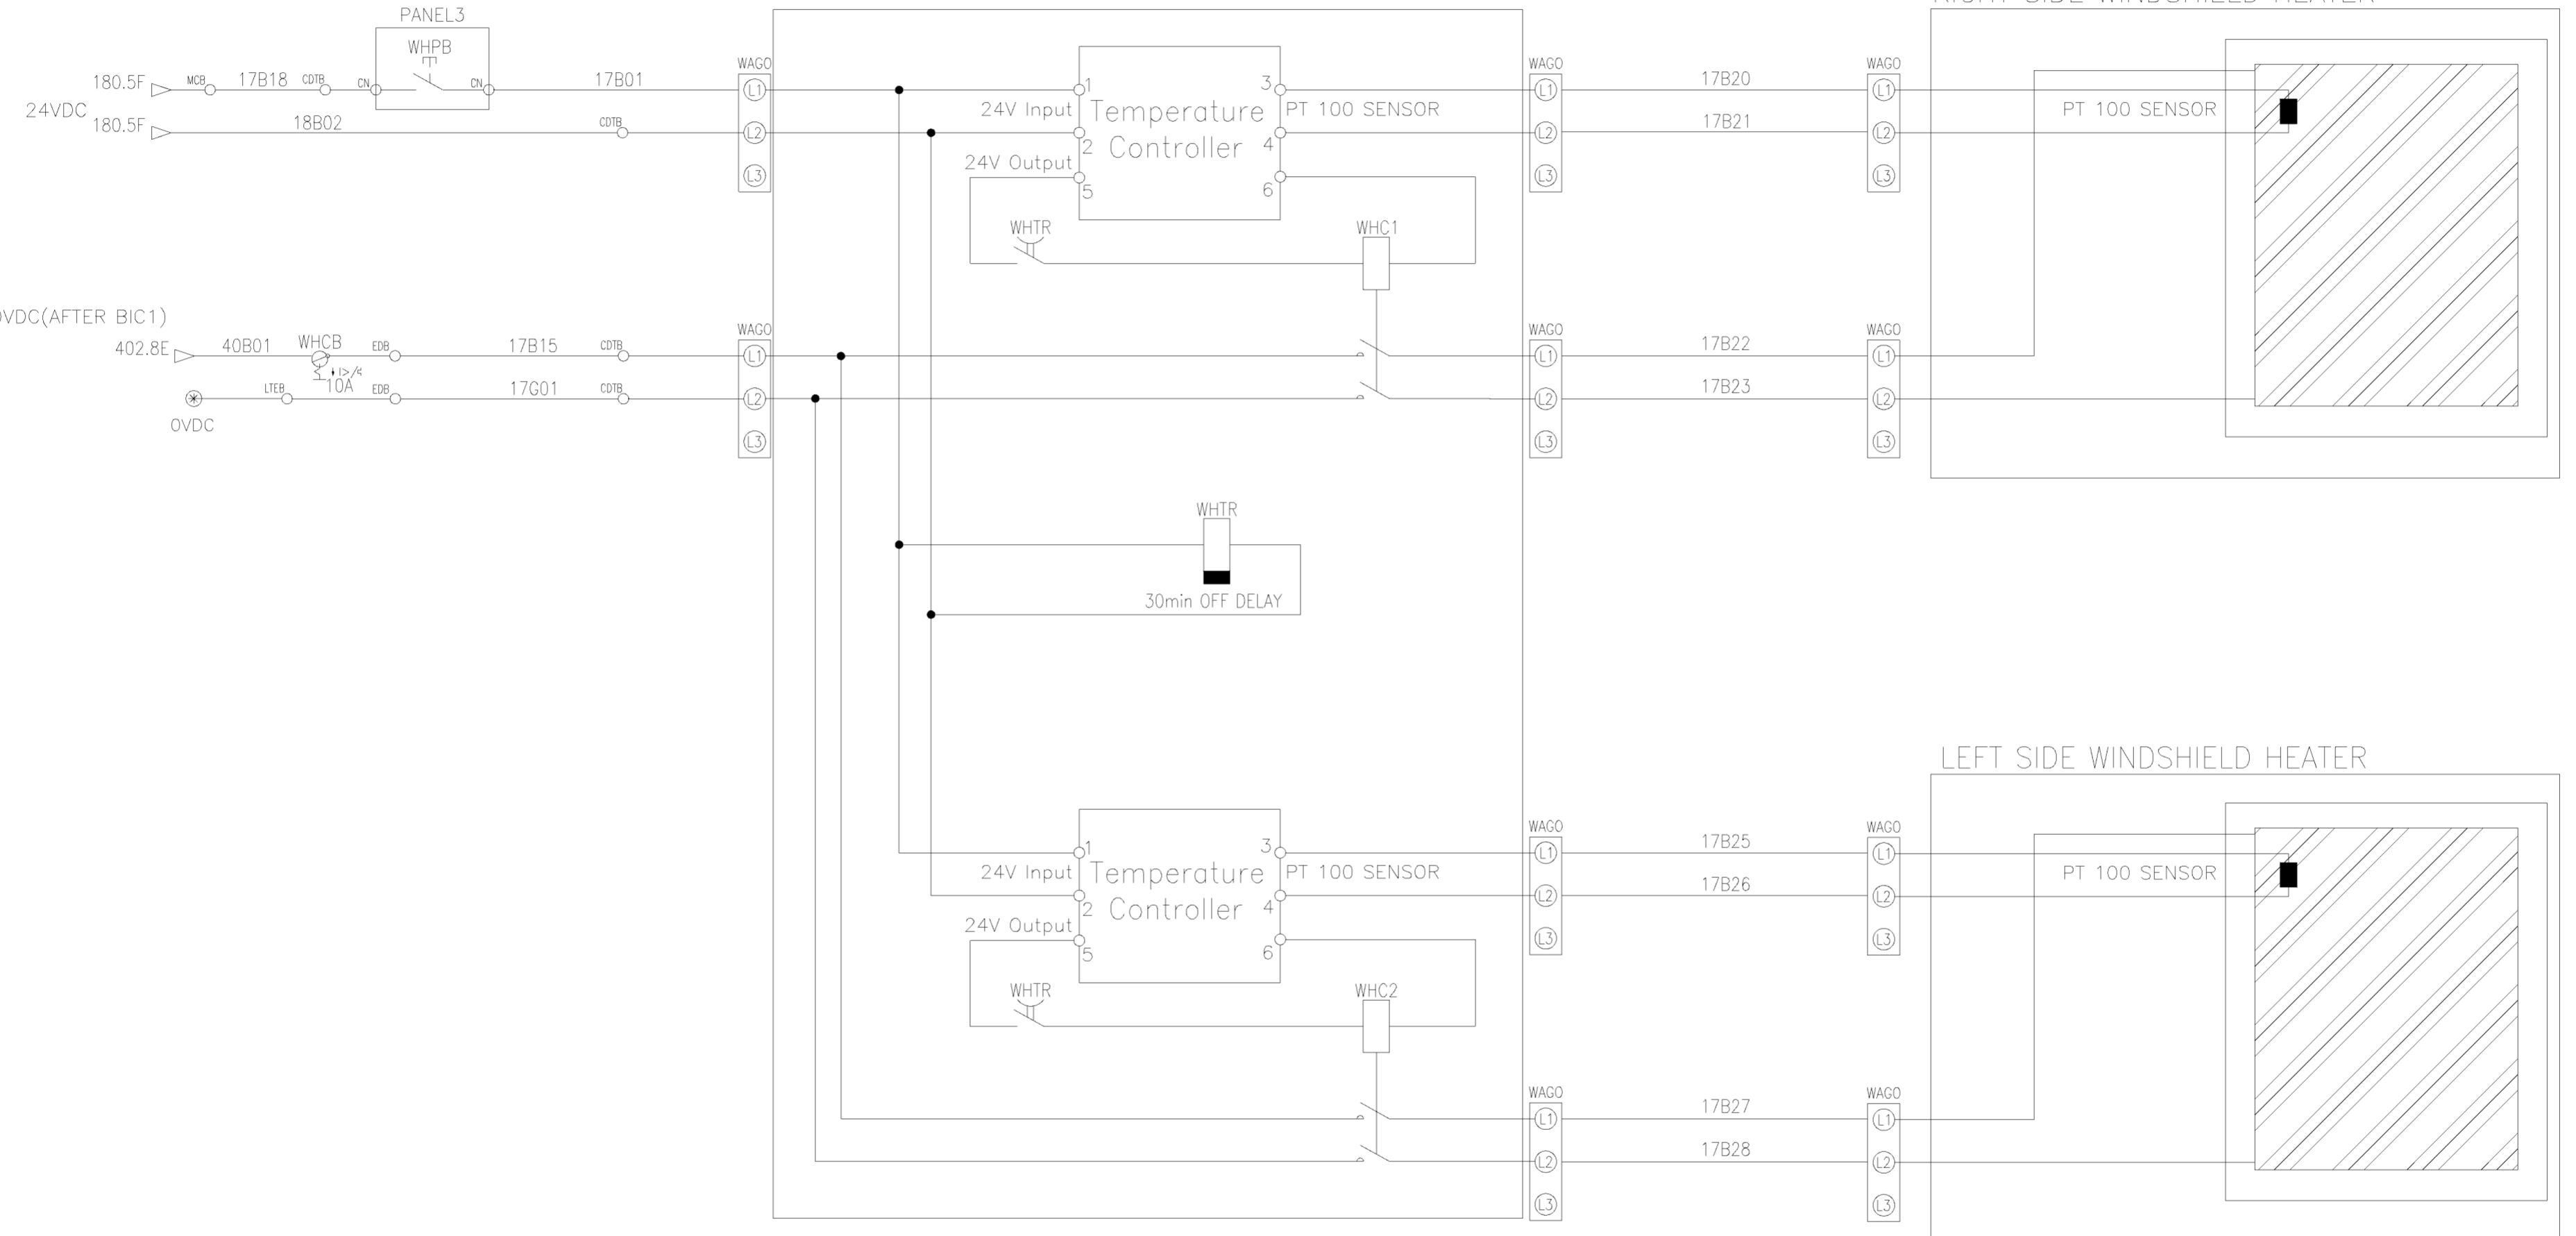 PANEL3
WHPB
180.5F
MCB
17B18
CDTB
CN
CN
17B01
24VDC
180.5F
18B02
CDTB
WAGO
L1
L2
L3
1
24V Input
2
24V Output
5
Temperature
Controller
3
PT 100 SENSOR
4
6
WHTR
WHC1
WAGO
L1
L2
L3
17B20
17B21
WAGO
L1
L2
L3
PT 100 SENSOR
0VDC(AFTER BIC1)
402.8E
40B01
WHCB
I>/
10A
EDB
17B15
CDTB
LTEB
EDB
17G01
CDTB
0VDC
WAGO
L1
L2
L3
WAGO
L1
L2
L3
17B22
17B23
WAGO
L1
L2
L3
WHTR
30min OFF DELAY
LEFT SIDE WINDSHIELD HEATER
1
24V Input
2
24V Output
5
Temperature
Controller
3
PT 100 SENSOR
4
6
WHTR
WHC2
WAGO
L1
L2
L3
17B25
17B26
WAGO
L1
L2
L3
PT 100 SENSOR
WAGO
L1
L2
L3
17B27
17B28
WAGO
L1
L2
L3